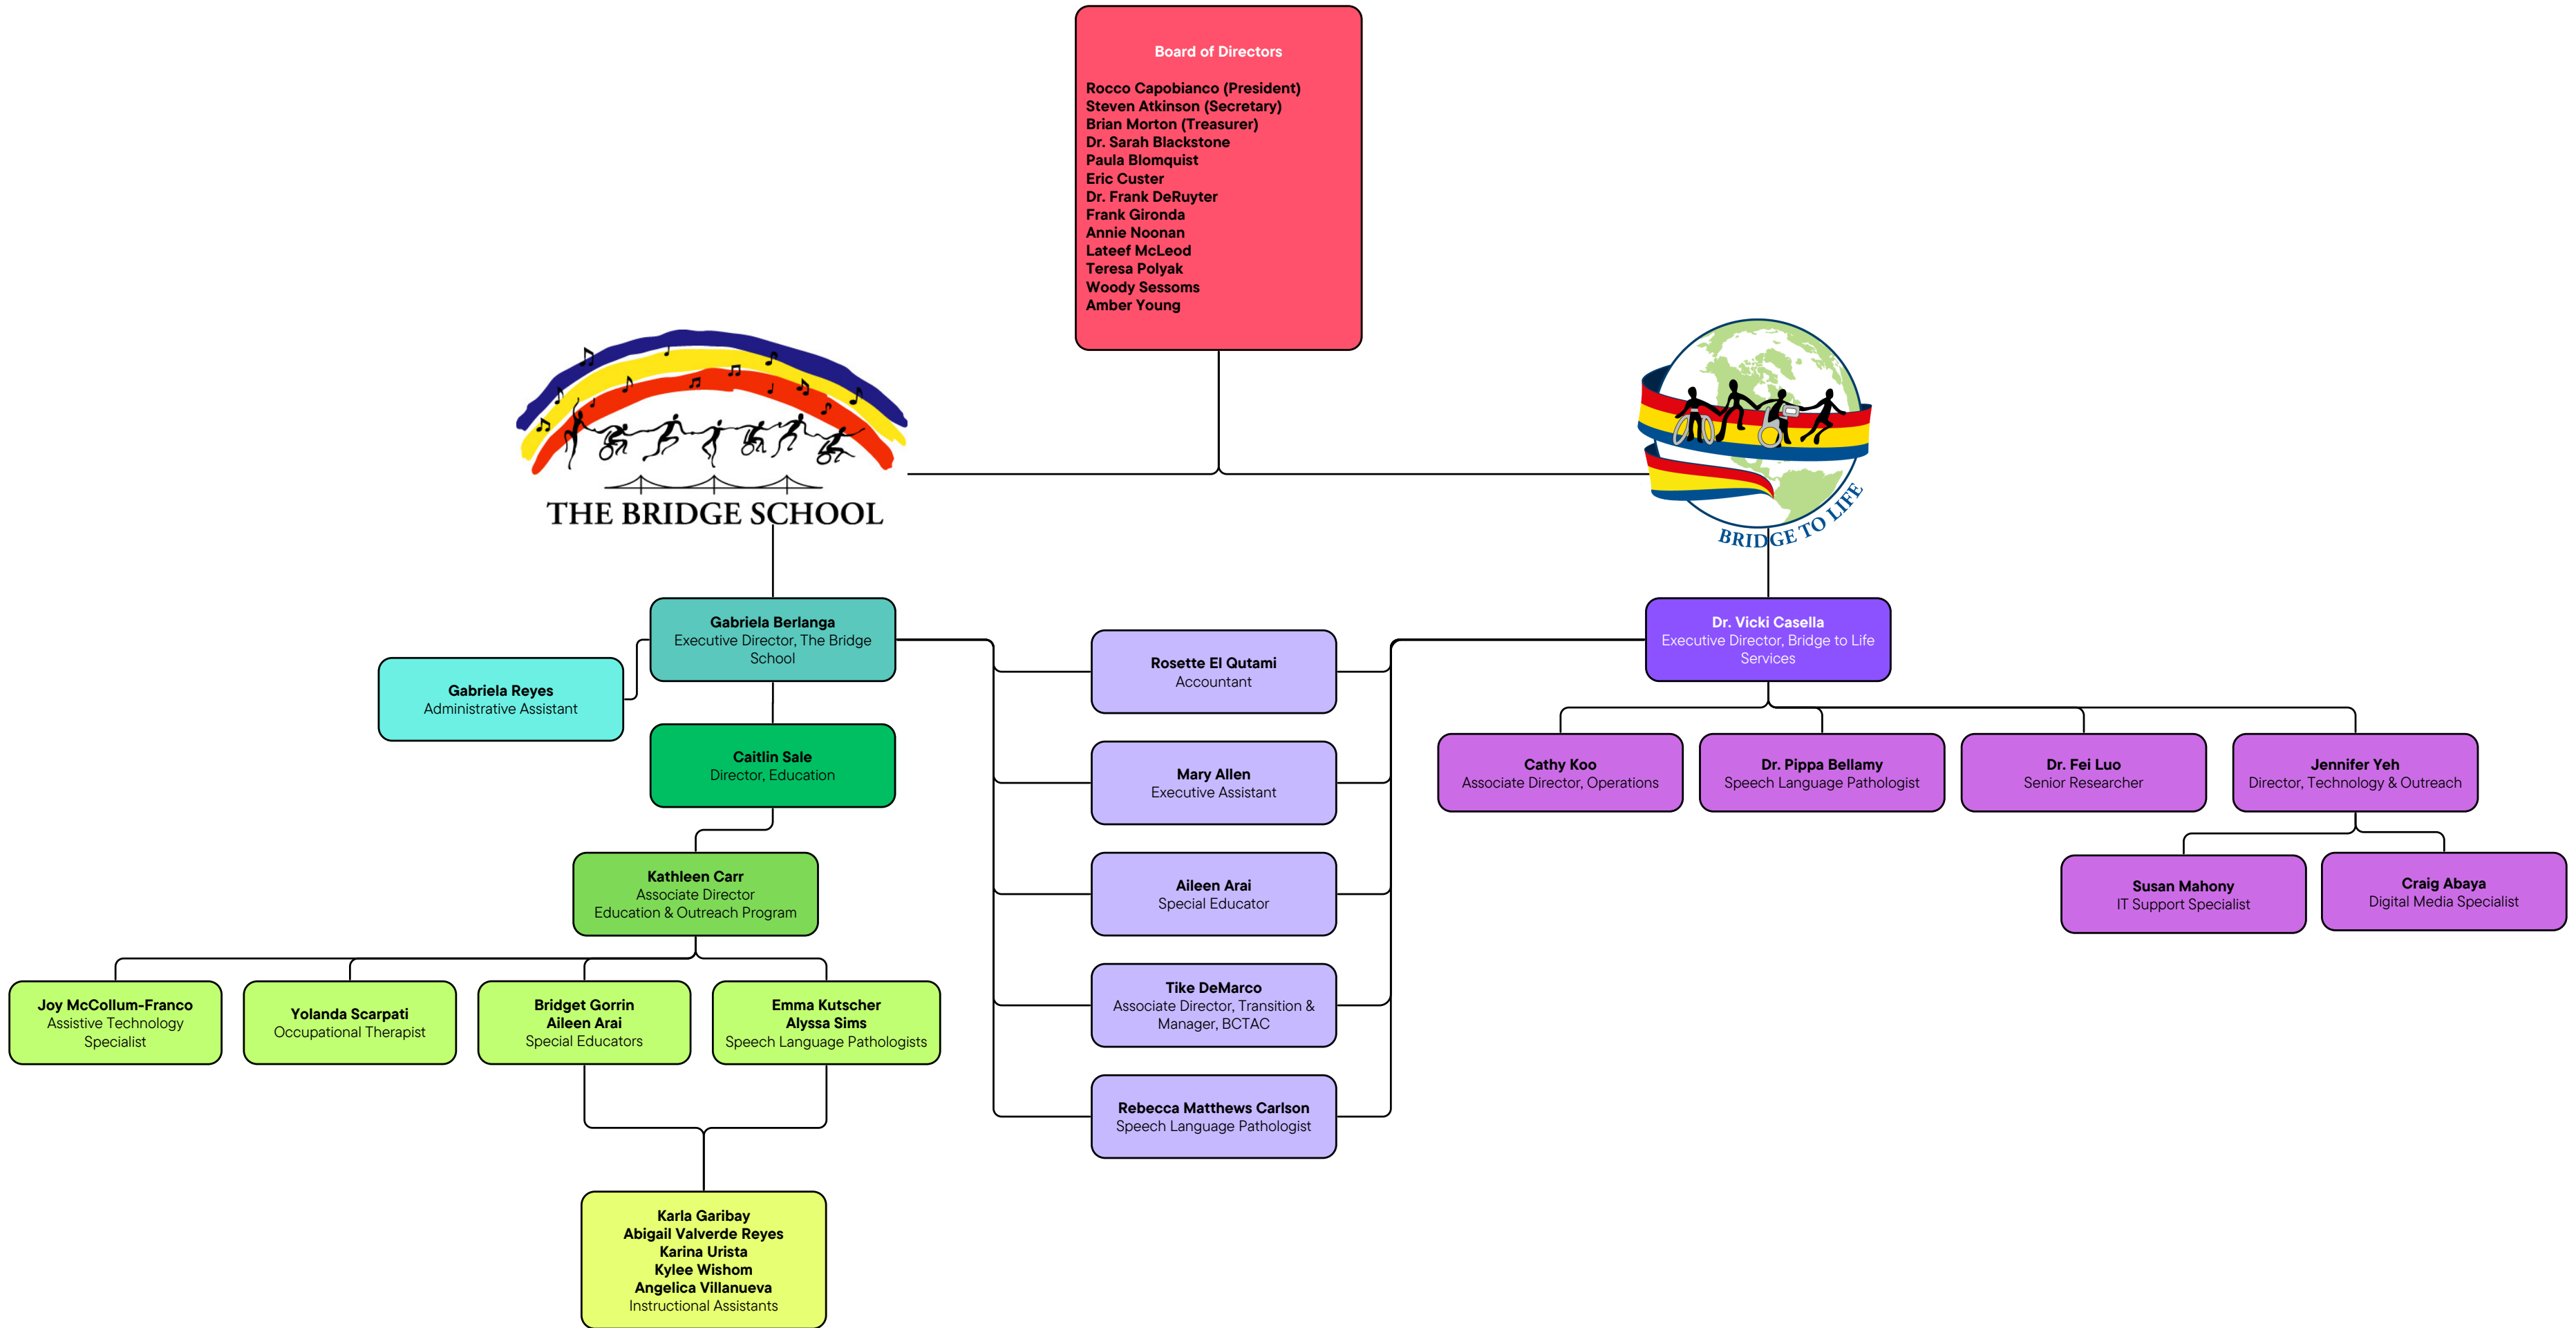 Board of Directors
Rocco Capobianco (President)
Steven Atkinson (Secretary)
Brian Morton (Treasurer)
Dr. Sarah Blackstone
Paula Blomquist
Eric Custer
Dr. Frank DeRuyter
Frank Gironda
Annie Noonan
Lateef McLeod
Teresa Polyak
Woody Sessoms
Amber Young
THE BRIDGE SCHOOL
BRIDGE TO LIFE
Gabriela Berlanga
Executive Director, The Bridge
School
Gabriela Reyes
Administrative Assistant
Caitlin Sale
Director, Education
Kathleen Carr
Associate Director
Education & Outreach Program
Joy McCollum-Franco
Assistive Technology
Specialist
Yolanda Scarpati
Occupational Therapist
Bridget Gorrin
Aileen Arai
Special Educators
Emma Kutscher
Alyssa Sims
Speech Language Pathologists
Karla Garibay
Abigail Valverde Reyes
Karina Urista
Kylee Wishom
Angelica Villanueva
Instructional Assistants
Rosette El Qutami
Accountant
Mary Allen
Executive Assistant
Aileen Arai
Special Educator
Tike DeMarco
Associate Director, Transition &
Manager, BCTAC
Rebecca Matthews Carlson
Speech Language Pathologist
Dr. Vicki Casella
Executive Director, Bridge to Life
Services
Cathy Koo
Associate Director, Operations
Dr. Pippa Bellamy
Speech Language Pathologist
Dr. Fei Luo
Senior Researcher
Jennifer Yeh
Director, Technology & Outreach
Susan Mahony
IT Support Specialist
Craig Abaya
Digital Media Specialist